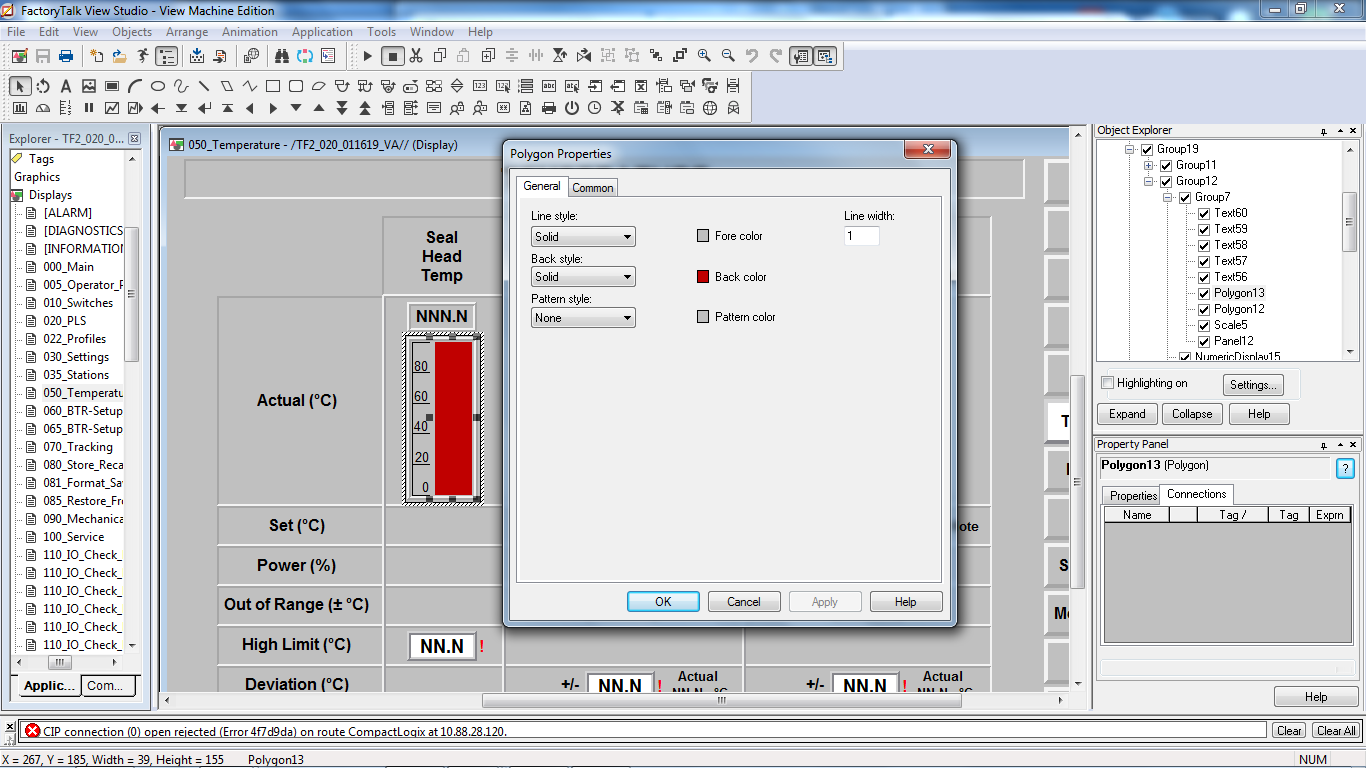 FactoryTalk View Studio - View Machine Edition
File Edit View Objects Arrange Animation Application Tools Window Help
Explorer - TF2_020_0...
Tags
Graphics
Displays
[ALARM]
[DIAGNOSTICS
[INFORMATION
000_Main
005_Operator_P
010_Switches
020_PLS
022_Profiles
030_Settings
035_Stations
050_Temperatu
060_BTR-Setup
065_BTR-Setup
070_Tracking
080_Store_Reca
081_Format_Sa
085_Restore_Fr
090_Mechanica
100_Service
110_IO_Check_
110_IO_Check_
110_IO_Check_
110_IO_Check_
110_IO_Check_
110_IO_Check_
Applic... Com...
050_Temperature - /TF2_020_011619_VA// (Display)
Seal
Head
Temp
NNN.N
80
60
40
20
0
Actual (°C)
Set (°C)
Power (%)
Out of Range (± °C)
High Limit (°C)
NN.N !
Deviation (°C)
+/- NN.N ! Actual
+/- NN.N ! Actual
ote
Polygon Properties
General Common
Line style:
Solid
Back style:
Solid
Pattern style:
None
Fore color
Back color
Pattern color
Line width:
1
OK Cancel Apply Help
Object Explorer
Group19
Group11
Group12
Group7
Text60
Text59
Text58
Text57
Text56
Polygon13
Polygon12
Scale5
Panel12
NumericDisplay15
Highlighting on Settings...
Expand Collapse Help
Property Panel
Polygon13 (Polygon) ?
Properties Connections
Name Tag / Tag Exprn
Help
CIP connection (0) open rejected (Error 4f7d9da) on route CompactLogix at 10.88.28.120.
Clear Clear All
X = 267, Y = 185, Width = 39, Height = 155 Polygon13 NUM